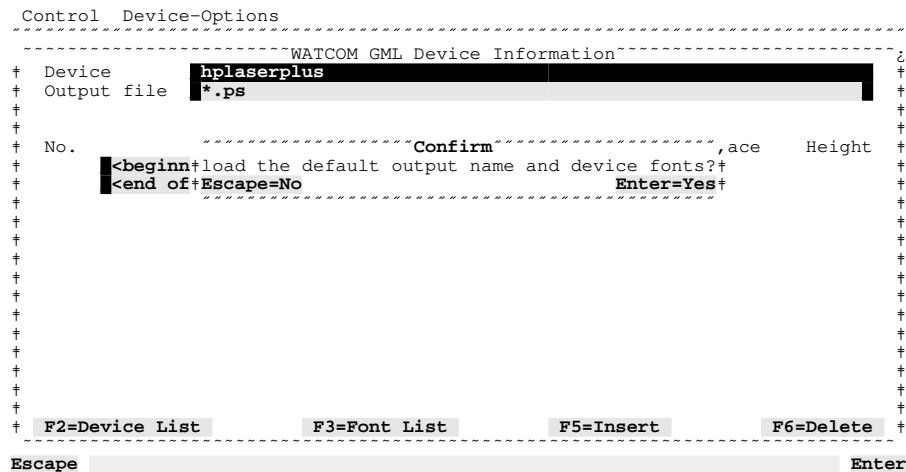 Control Device-Options
WATCOM GML Device Information
Device hplaserplus
Output file *.ps
No. Confirm ,ace Height
<beginn load the default output name and device fonts?
<end of Escape=No Enter=Yes
F2=Device List F3=Font List F5=Insert F6=Delete
Escape Enter